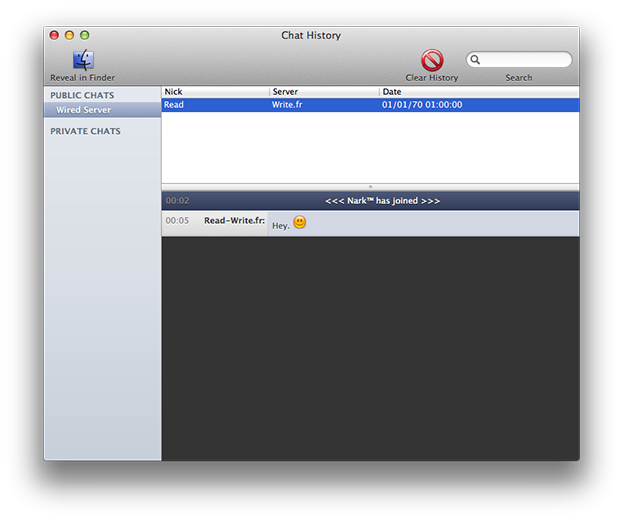 Chat History
Reveal in Finder
Clear History
Search
PUBLIC CHATS
Wired Server
PRIVATE CHATS
Nick Server Date
Read Write.fr 01/01/70 01:00:00
00:02 <<< Nark™ has joined >>>
00:05 Read-Write.fr: Hey.